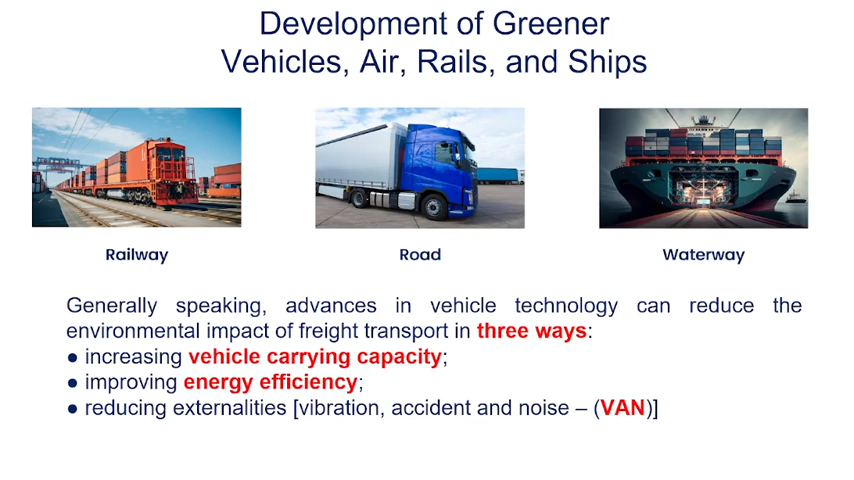 Development of Greener
Vehicles, Air, Rails, and Ships
Railway
Road
Waterway
Generally speaking, advances in vehicle technology can reduce the
environmental impact of freight transport in three ways:
● increasing vehicle carrying capacity;
● improving energy efficiency;
● reducing externalities [vibration, accident and noise – (VAN)]